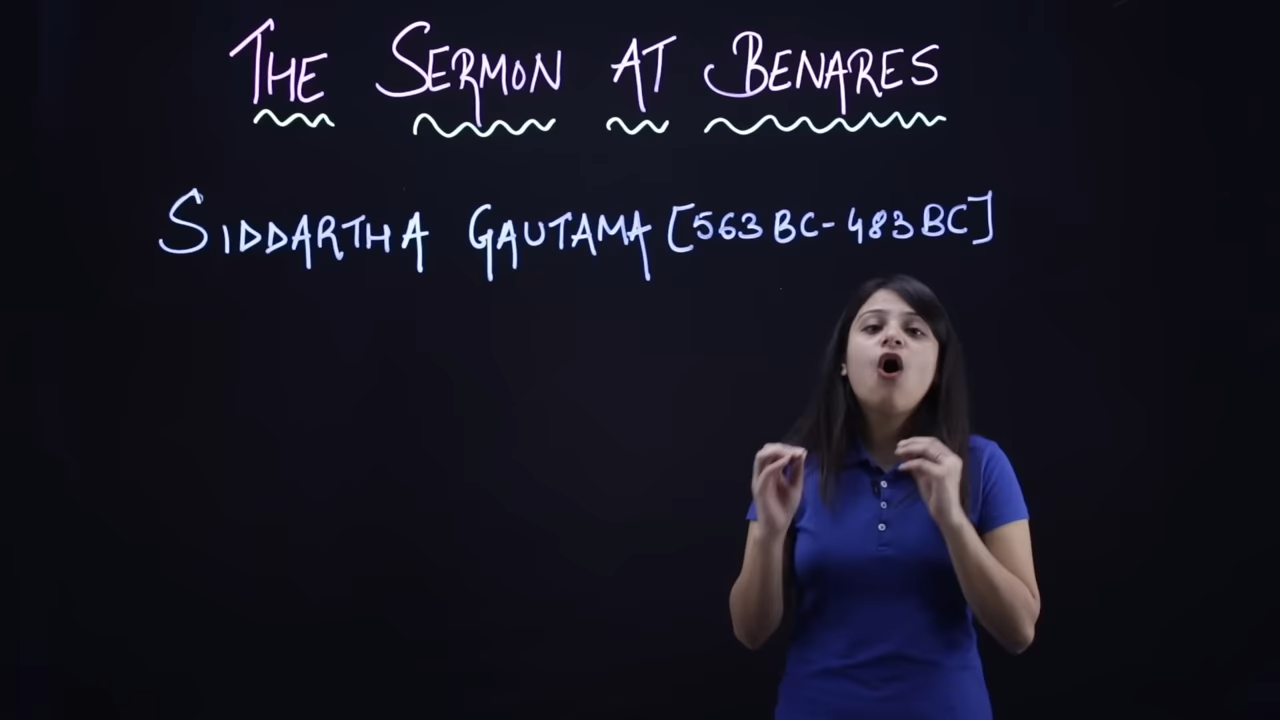 THE SERMON AT BENARES
SIDDARTHA GAUTAMA [563 BC - 483 BC]